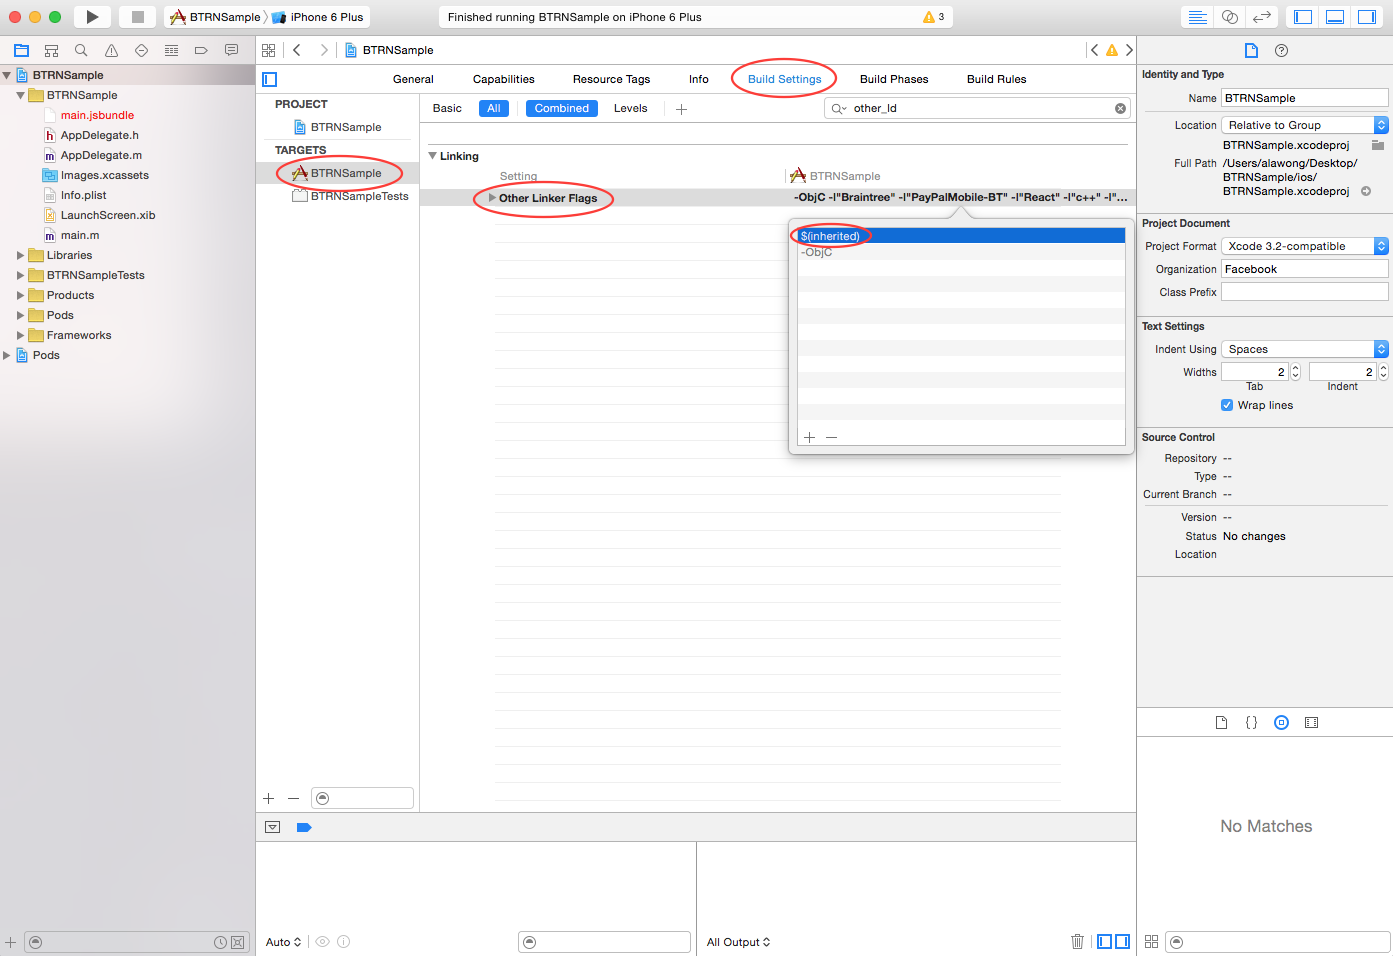 BTRNSample
iPhone 6 Plus
Finished running BTRNSample on iPhone 6 Plus
3
BTRNSample
BTRNSample
main.jsbundle
AppDelegate.h
AppDelegate.m
Images.xcassets
Info.plist
LaunchScreen.xib
main.m
Libraries
BTRNSampleTests
Products
Pods
Frameworks
Pods
BTRNSample
General
Capabilities
Resource Tags
Info
Build Settings
Build Phases
Build Rules
PROJECT
BTRNSample
TARGETS
BTRNSample
BTRNSampleTests
Basic
All
Combined
Levels
other_ld
Linking
Setting
BTRNSample
Other Linker Flags
-ObjC -l"Braintree" -l"PayPalMobile-BT" -l"React" -l"c++" -l"...
$(inherited)
-ObjC
Auto
All Output
Identity and Type
Name BTRNSample
Location Relative to Group
BTRNSample.xcodeproj
Full Path /Users/alawong/Desktop/
BTRNSample/ios/
BTRNSample.xcodeproj
Project Document
Project Format Xcode 3.2-compatible
Organization Facebook
Class Prefix
Text Settings
Indent Using Spaces
Widths 2 2
Tab Indent
Wrap lines
Source Control
Repository --
Type --
Current Branch --
Version --
Status No changes
Location
No Matches